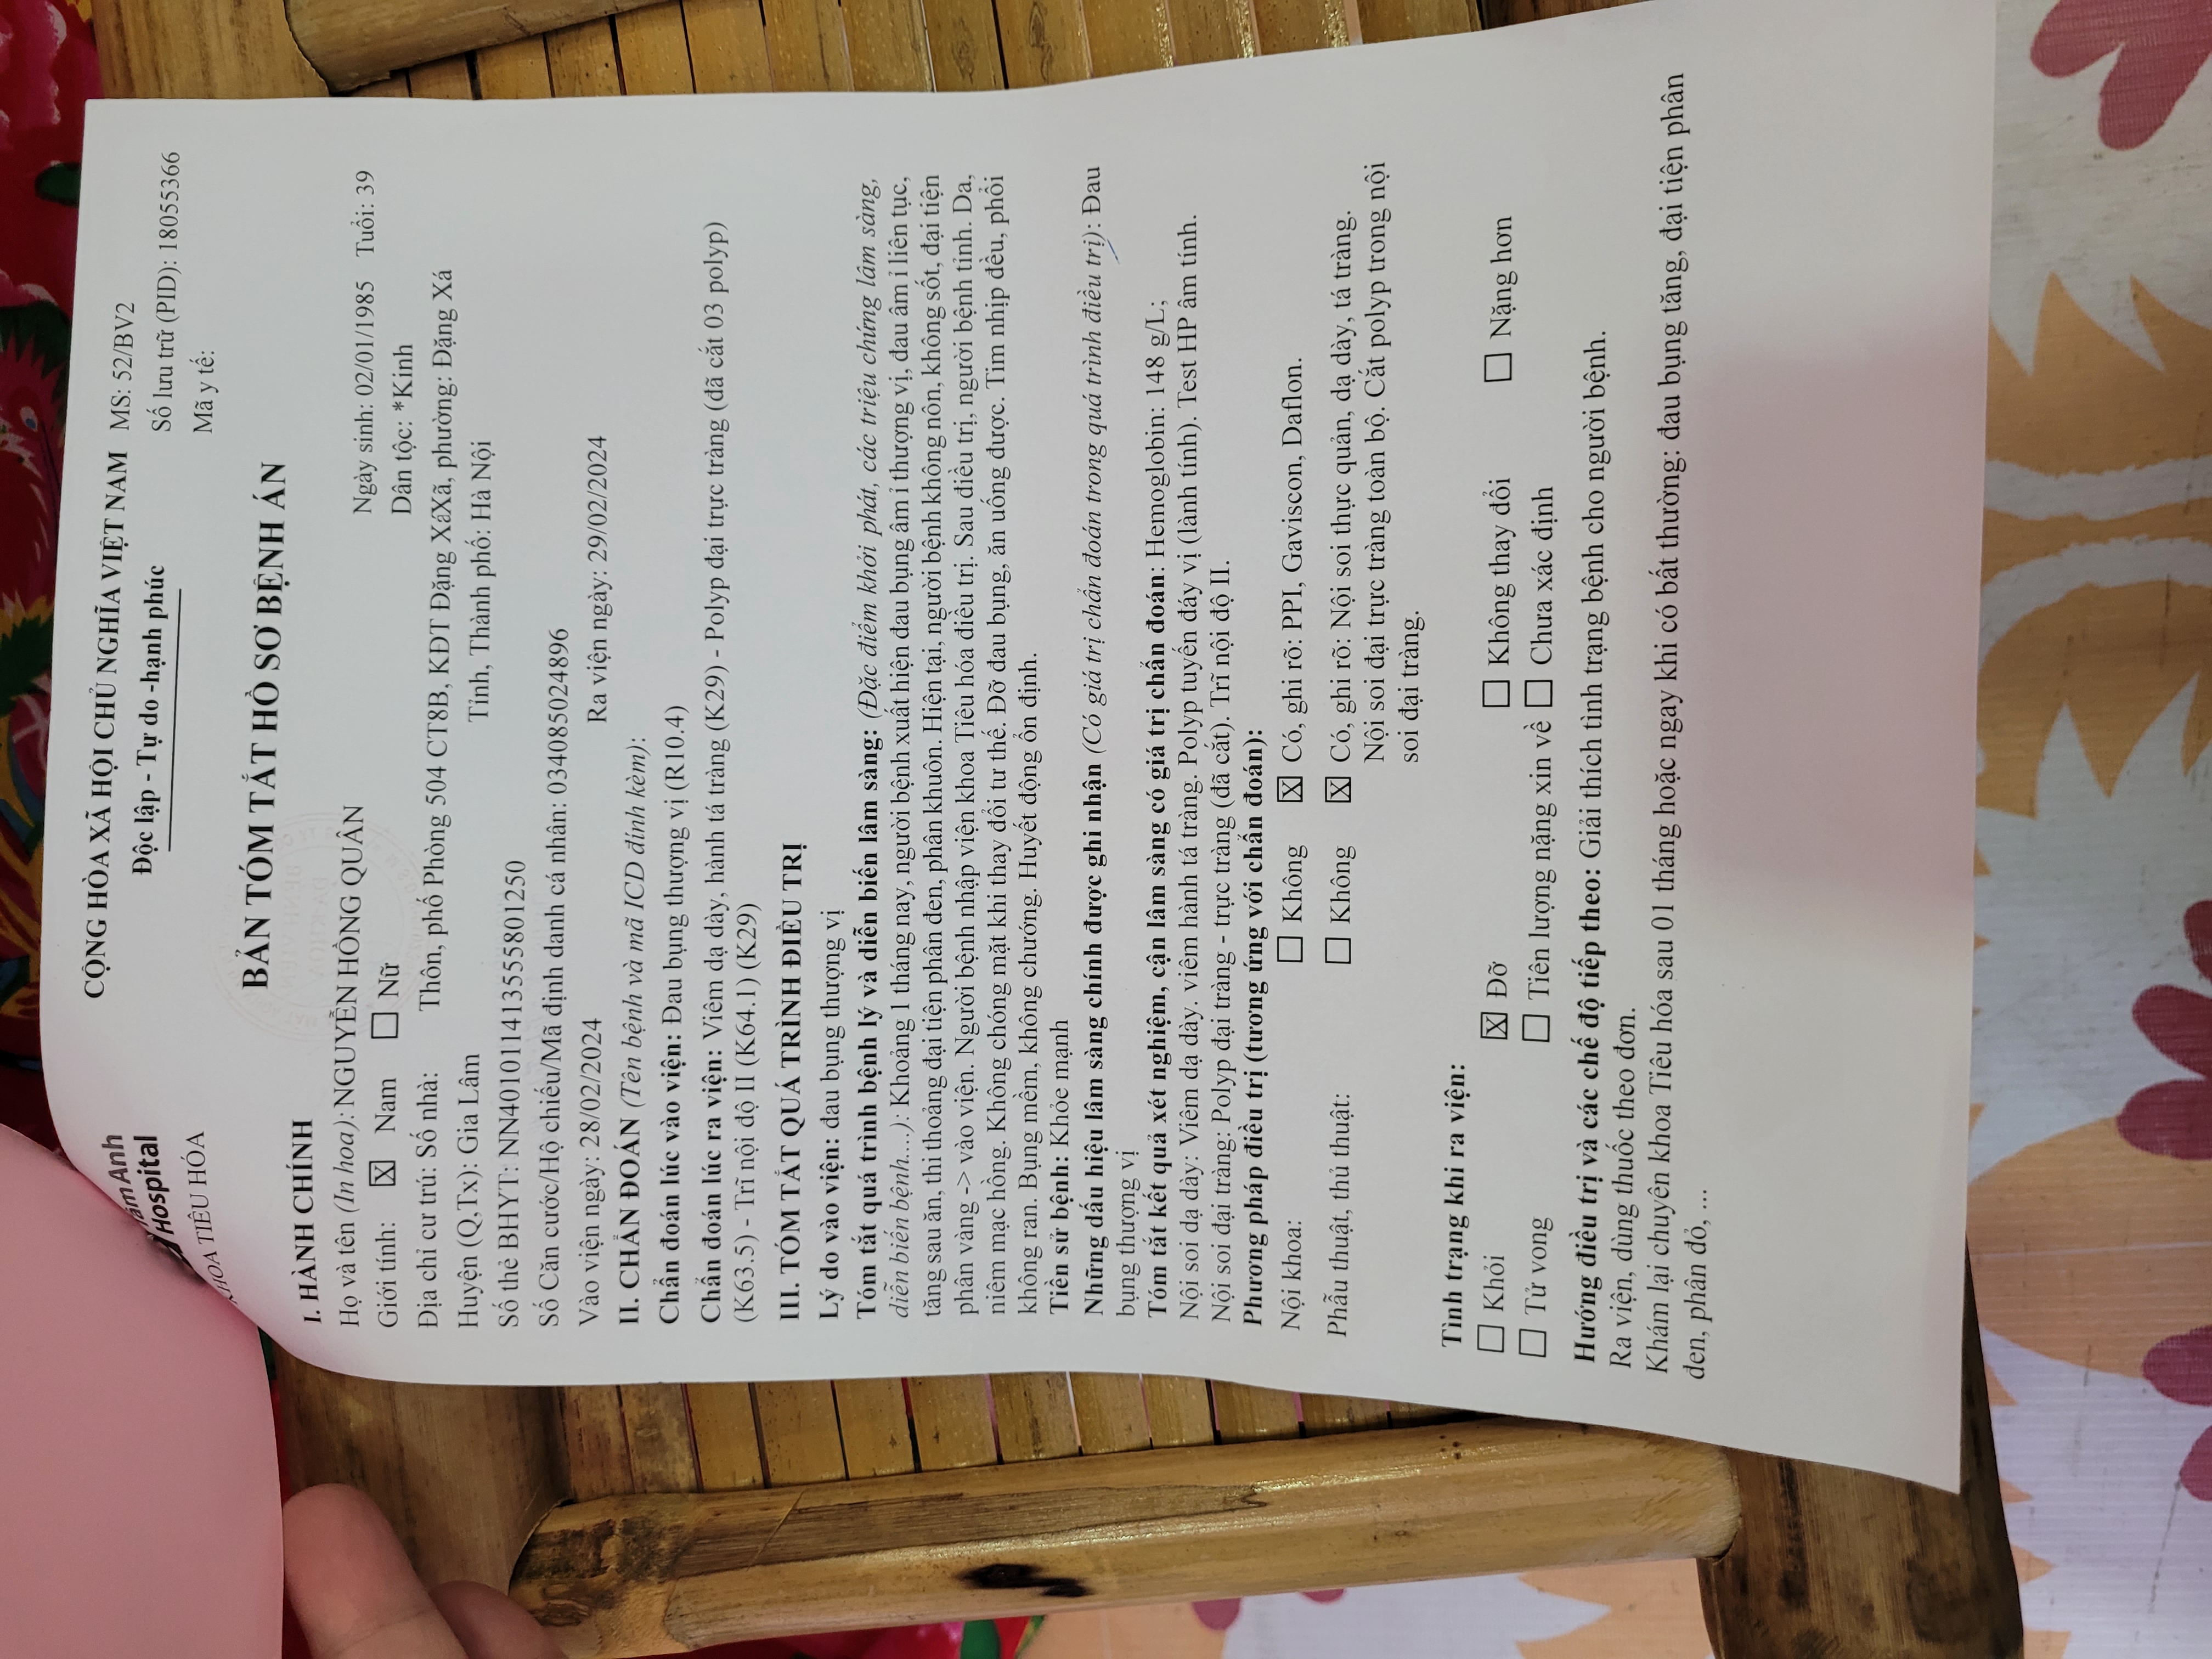 Anh
Hospital
KHOA TIÊU HÓA
CỘNG HÒA XÃ HỘI CHỦ NGHĨA VIỆT NAM
Độc lập - Tự do -hạnh phúc
MS: 52/BV2
Số lưu trữ (PID): 18055366
Mã y tế:
BẢN TÓM TẮT HỒ SƠ BỆNH ÁN
I. HÀNH CHÍNH
Họ và tên (In hoa): NGUYỄN HỒNG QUÂN Ngày sinh: 02/01/1985 Tuổi: 39
Giới tính: X Nam ☐ Nữ Dân tộc: *Kinh
Địa chỉ cư trú: Số nhà: Thôn, phố Phòng 504 CT8B, KĐT Đặng XáXã, phường: Đặng Xá
Huyện (Q,Tx): Gia Lâm Tỉnh, Thành phố: Hà Nội
Số thẻ BHYT: NN401011413555801250
Số Căn cước/Hộ chiếu/Mã định danh cá nhân: 034085024896
Vào viện ngày: 28/02/2024 Ra viện ngày: 29/02/2024
II. CHẨN ĐOÁN (Tên bệnh và mã ICD đính kèm):
Chẩn đoán lúc vào viện: Đau bụng thượng vị (R10.4)
Chẩn đoán lúc ra viện: Viêm dạ dày, hành tá tràng (K29) - Polyp đại trực tràng (đã cắt 03 polyp)
(K63.5) - Trĩ nội độ II (K64.1) (K29)
III. TÓM TẮT QUÁ TRÌNH ĐIỀU TRỊ
Lý do vào viện: đau bụng thượng vị
Tóm tắt quá trình bệnh lý và diễn biến lâm sàng: (Đặc điểm khởi phát, các triệu chứng lâm sàng,
diễn biến bệnh....): Khoảng 1 tháng nay, người bệnh xuất hiện đau bụng âm ỉ thượng vị, đau âm ỉ liên tục,
tăng sau ăn, thi thoảng đại tiện phân đen, phân khuôn. Hiện tại, người bệnh không nôn, không sốt, đại tiện
phân vàng -> vào viện. Người bệnh nhập viện khoa Tiêu hóa điều trị. Sau điều trị, người bệnh tỉnh. Da,
niêm mạc hồng. Không chóng mặt khi thay đổi tư thế. Đỡ đau bụng, ăn uống được. Tim nhịp đều, phổi
không ran. Bụng mềm, không chướng. Huyết động ổn định.
Tiền sử bệnh: Khỏe mạnh
Những dấu hiệu lâm sàng chính được ghi nhận (Có giá trị chẩn đoán trong quá trình điều trị): Đau
bụng thượng vị
Tóm tắt kết quả xét nghiệm, cận lâm sàng có giá trị chẩn đoán: Hemoglobin: 148 g/L;
Nội soi dạ dày: Viêm dạ dày. viêm hành tá tràng. Polyp tuyến đáy vị (lành tính). Test HP âm tính.
Nội soi đại tràng: Polyp đại tràng - trực tràng (đã cắt). Trĩ nội độ II.
Phương pháp điều trị (tương ứng với chẩn đoán):
Nội khoa: ☐ Không X Có, ghi rõ: PPI, Gaviscon, Daflon.
Phẫu thuật, thủ thuật: ☐ Không X Có, ghi rõ: Nội soi thực quản, dạ dày, tá tràng.
Nội soi đại trực tràng toàn bộ. Cắt polyp trong nội
soi đại tràng.
Tình trạng khi ra viện:
☐ Khỏi X Đỡ ☐ Không thay đổi ☐ Nặng hơn
☐ Tử vong ☐ Tiên lượng nặng xin về ☐ Chưa xác định
Hướng điều trị và các chế độ tiếp theo: Giải thích tình trạng bệnh cho người bệnh.
Ra viện, dùng thuốc theo đơn.
Khám lại chuyên khoa Tiêu hóa sau 01 tháng hoặc ngay khi có bất thường: đau bụng tăng, đại tiện phân
đen, phân đỏ, ...